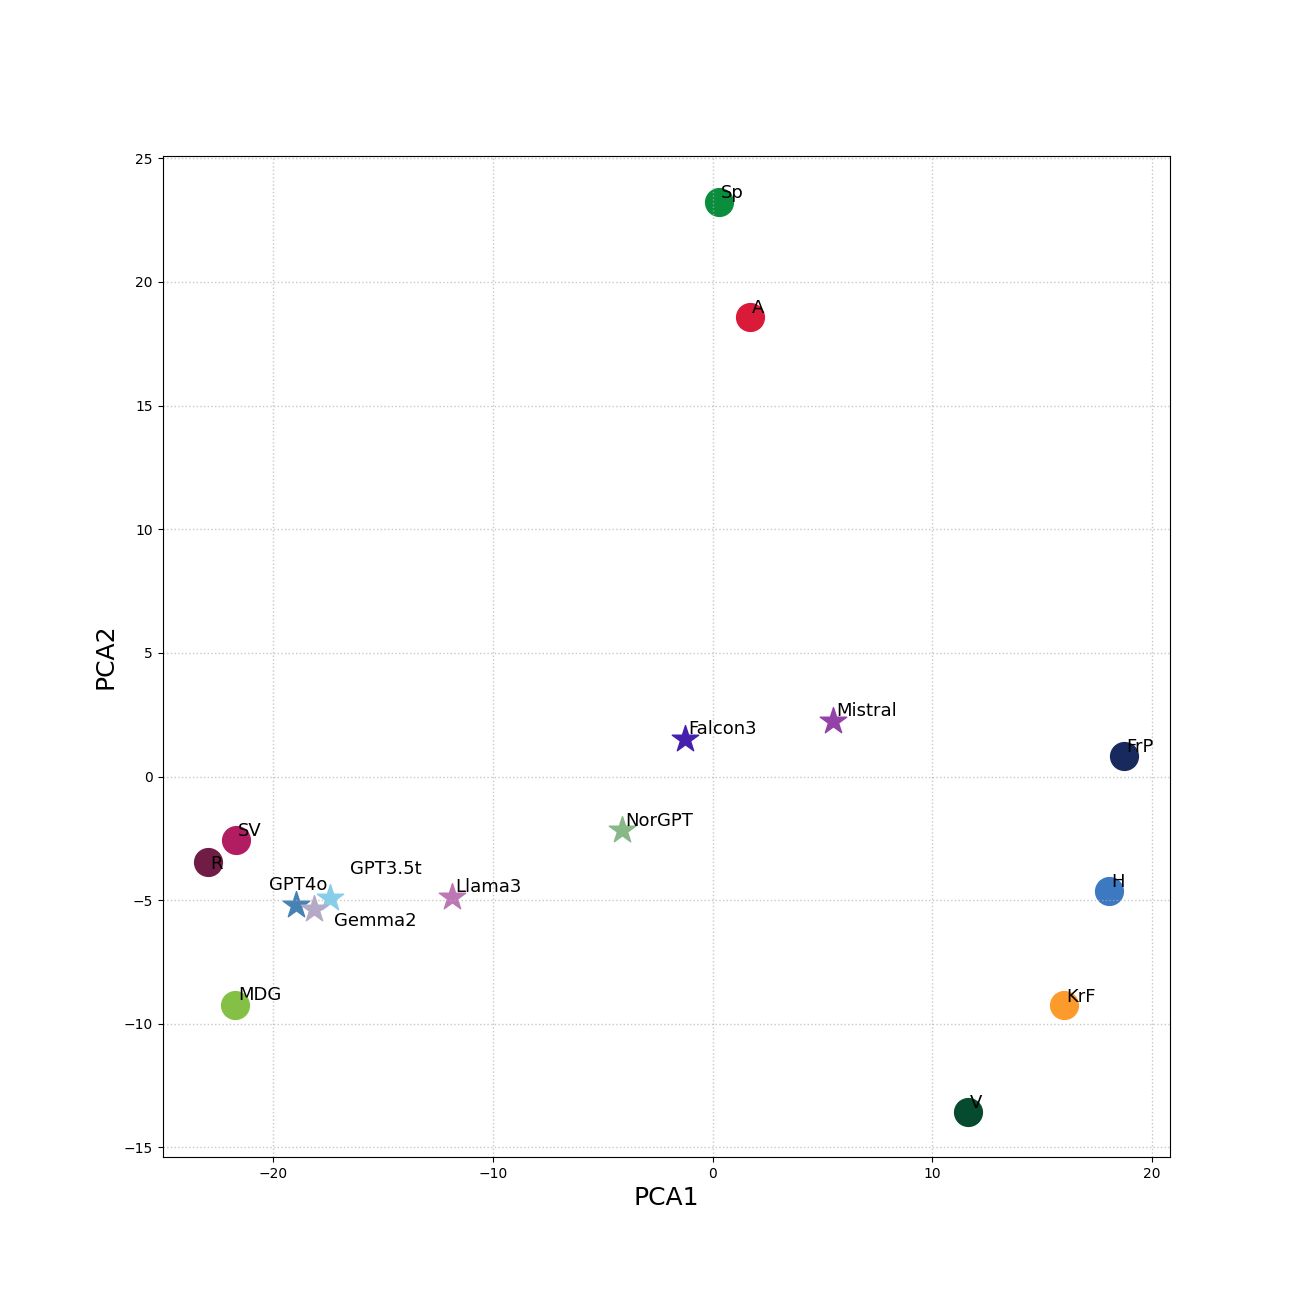 25
Sp
20
A
15
10
PCA2
5
Mistral
Falcon3
FrP
0
NorGPT
SV
R
GPT3.5t
H
GPT4o
Llama3
−5
Gemma2
MDG
KrF
−10
V
−15
−20
−10
0
10
20
PCA1